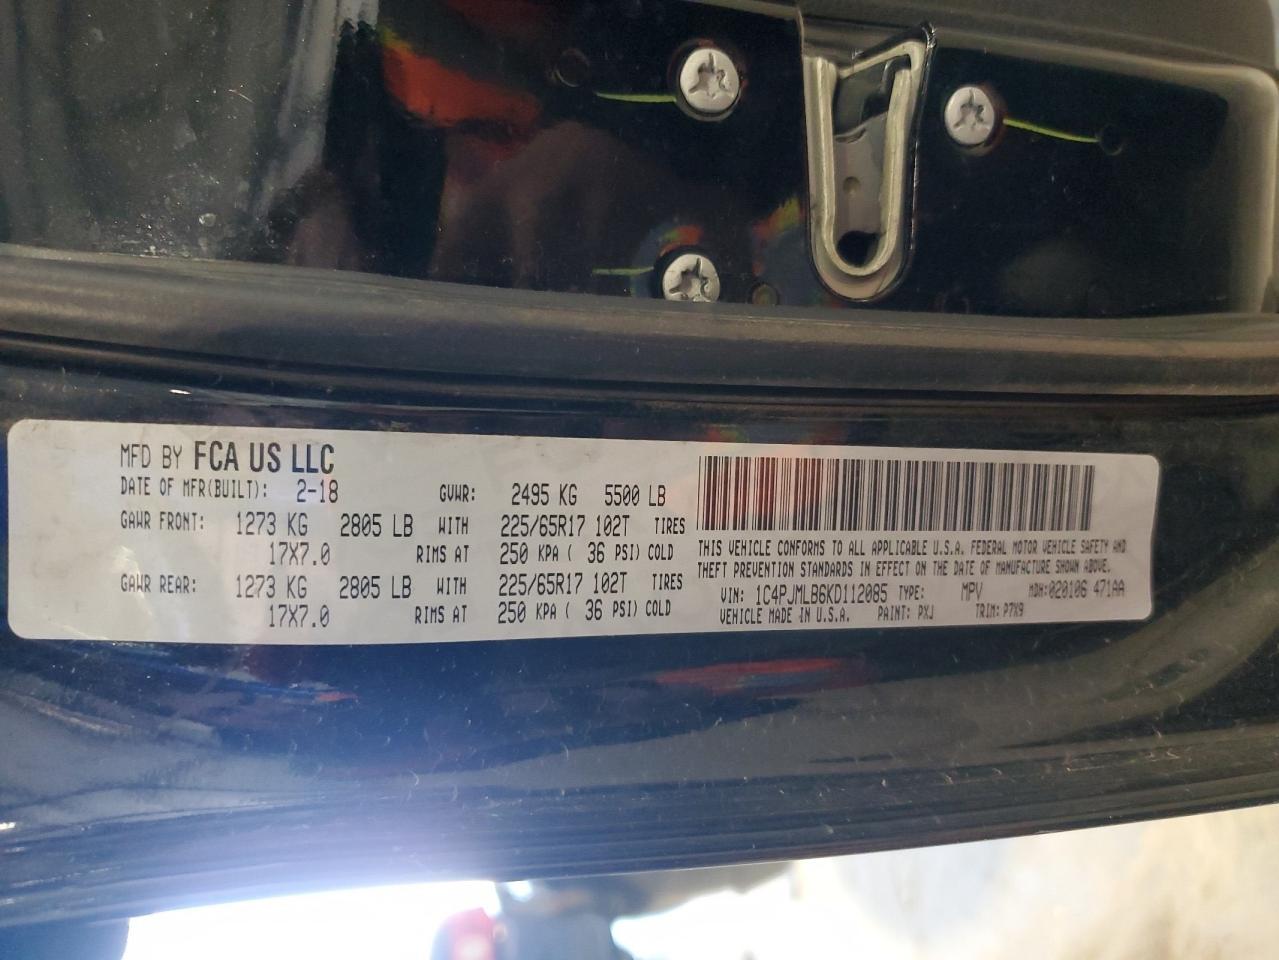 MFD BY FCA US LLC
DATE OF MFR(BUILT): 2-18 GVWR: 2495 KG 5500 LB
GAWR FRONT: 1273 KG 2805 LB WITH 225/65R17 102T TIRES
17X7.0 RIMS AT 250 KPA ( 36 PSI) COLD
GAWR REAR: 1273 KG 2805 LB WITH 225/65R17 102T TIRES
17X7.0 RIMS AT 250 KPA ( 36 PSI) COLD
THIS VEHICLE CONFORMS TO ALL APPLICABLE U.S.A. FEDERAL MOTOR VEHICLE SAFETY AND
THEFT PREVENTION STANDARDS IN EFFECT ON THE DATE OF MANUFACTURE SHOWN ABOVE.
VIN: 1C4PJMLB6KD112085 TYPE: MPV MDH:020106 471AA
VEHICLE MADE IN U.S.A. PAINT: PXJ TRIM: P7X9